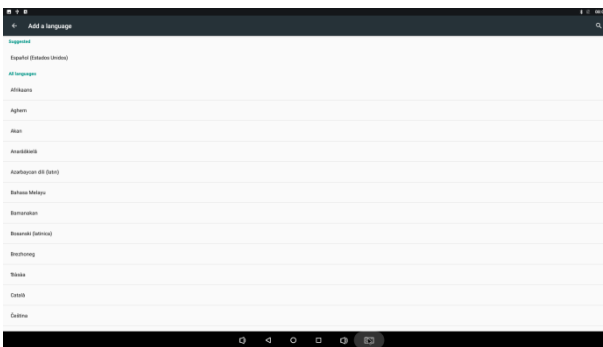 Add a language
Suggested
Español (Estados Unidos)
All languages
Afrikaans
Aghem
Akan
Azərbaycan dili (latın)
Bahasa Melayu
Bamanakan
Bosanski (latinica)
Brezhoneg
Català
Čeština